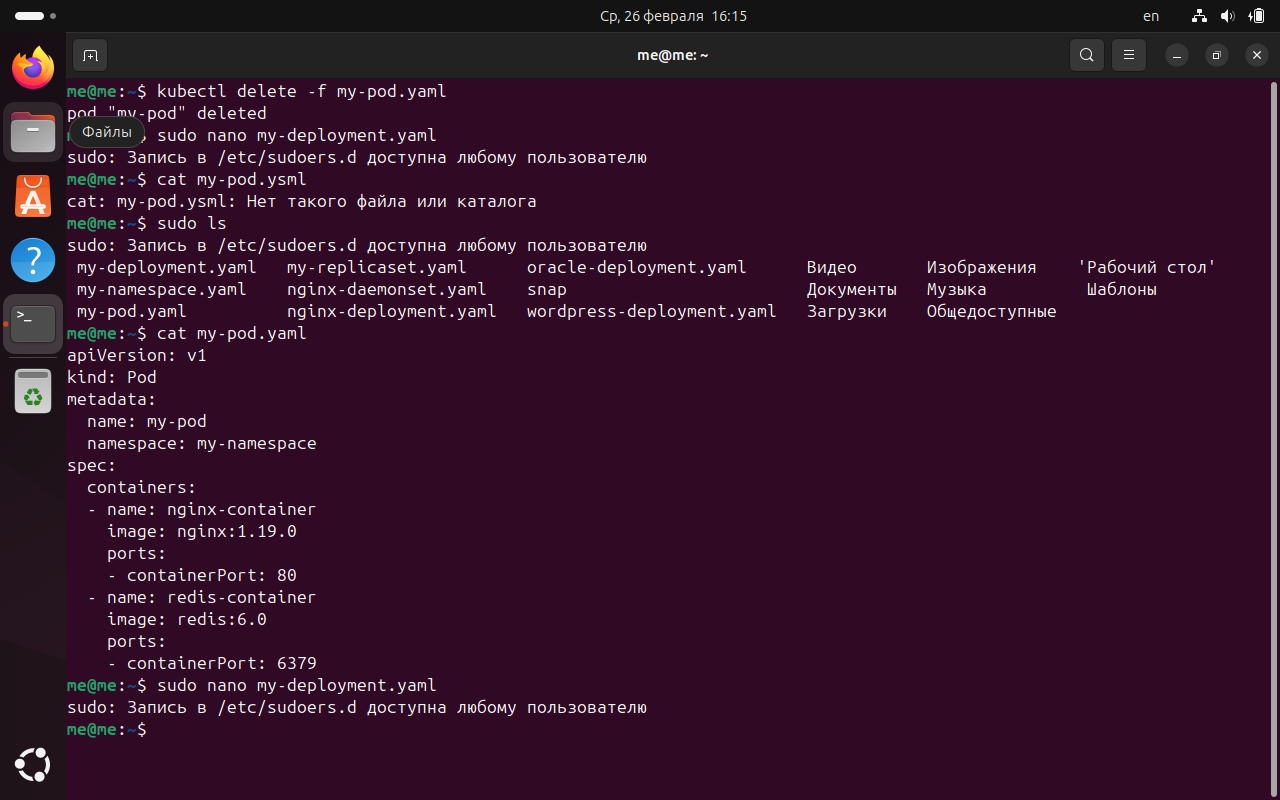 Ср, 26 февраля 16:15
en
me@me: ~
me@me:~$ kubectl delete -f my-pod.yaml
pod "my-pod" deleted
Файлы
$ sudo nano my-deployment.yaml
sudo: Запись в /etc/sudoers.d доступна любому пользователю
me@me:~$ cat my-pod.ysml
cat: my-pod.ysml: Нет такого файла или каталога
me@me:~$ sudo ls
sudo: Запись в /etc/sudoers.d доступна любому пользователю
my-deployment.yaml my-replicaset.yaml oracle-deployment.yaml Видео Изображения 'Рабочий стол'
my-namespace.yaml nginx-daemonset.yaml snap Документы Музыка Шаблоны
my-pod.yaml nginx-deployment.yaml wordpress-deployment.yaml Загрузки Общедоступные
me@me:~$ cat my-pod.yaml
apiVersion: v1
kind: Pod
metadata:
  name: my-pod
  namespace: my-namespace
spec:
  containers:
  - name: nginx-container
    image: nginx:1.19.0
    ports:
    - containerPort: 80
  - name: redis-container
    image: redis:6.0
    ports:
    - containerPort: 6379
me@me:~$ sudo nano my-deployment.yaml
sudo: Запись в /etc/sudoers.d доступна любому пользователю
me@me:~$